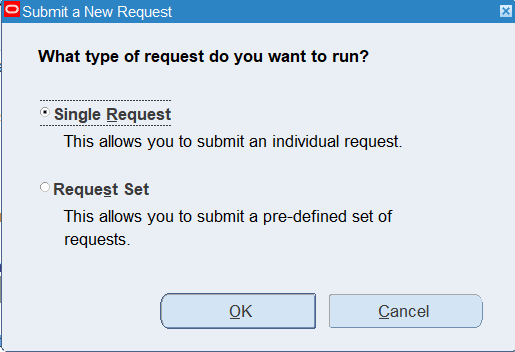 Submit a New Request
What type of request do you want to run?
Single Request
This allows you to submit an individual request.
Request Set
This allows you to submit a pre-defined set of
requests.
OK
Cancel